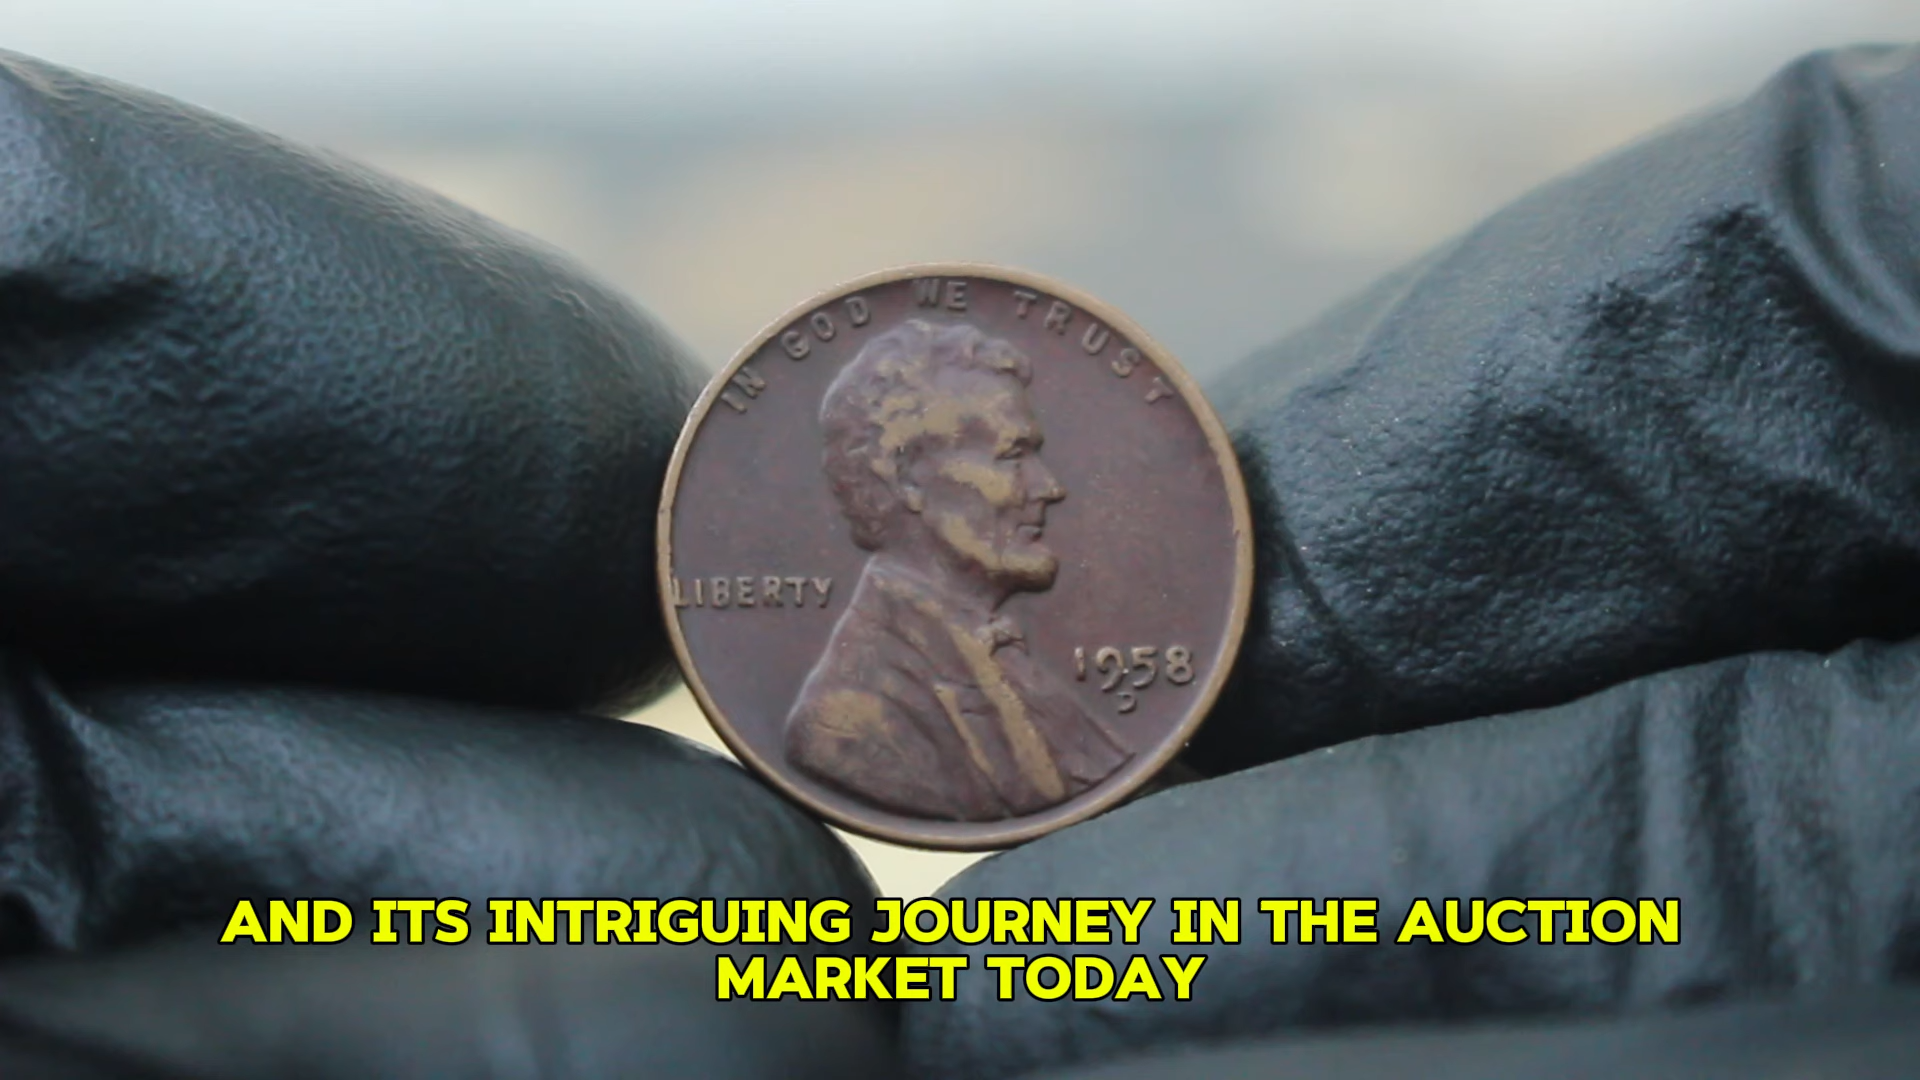 IN GOD WE TRUST
LIBERTY
1958
D
AND ITS INTRIGUING JOURNEY IN THE AUCTION
MARKET TODAY